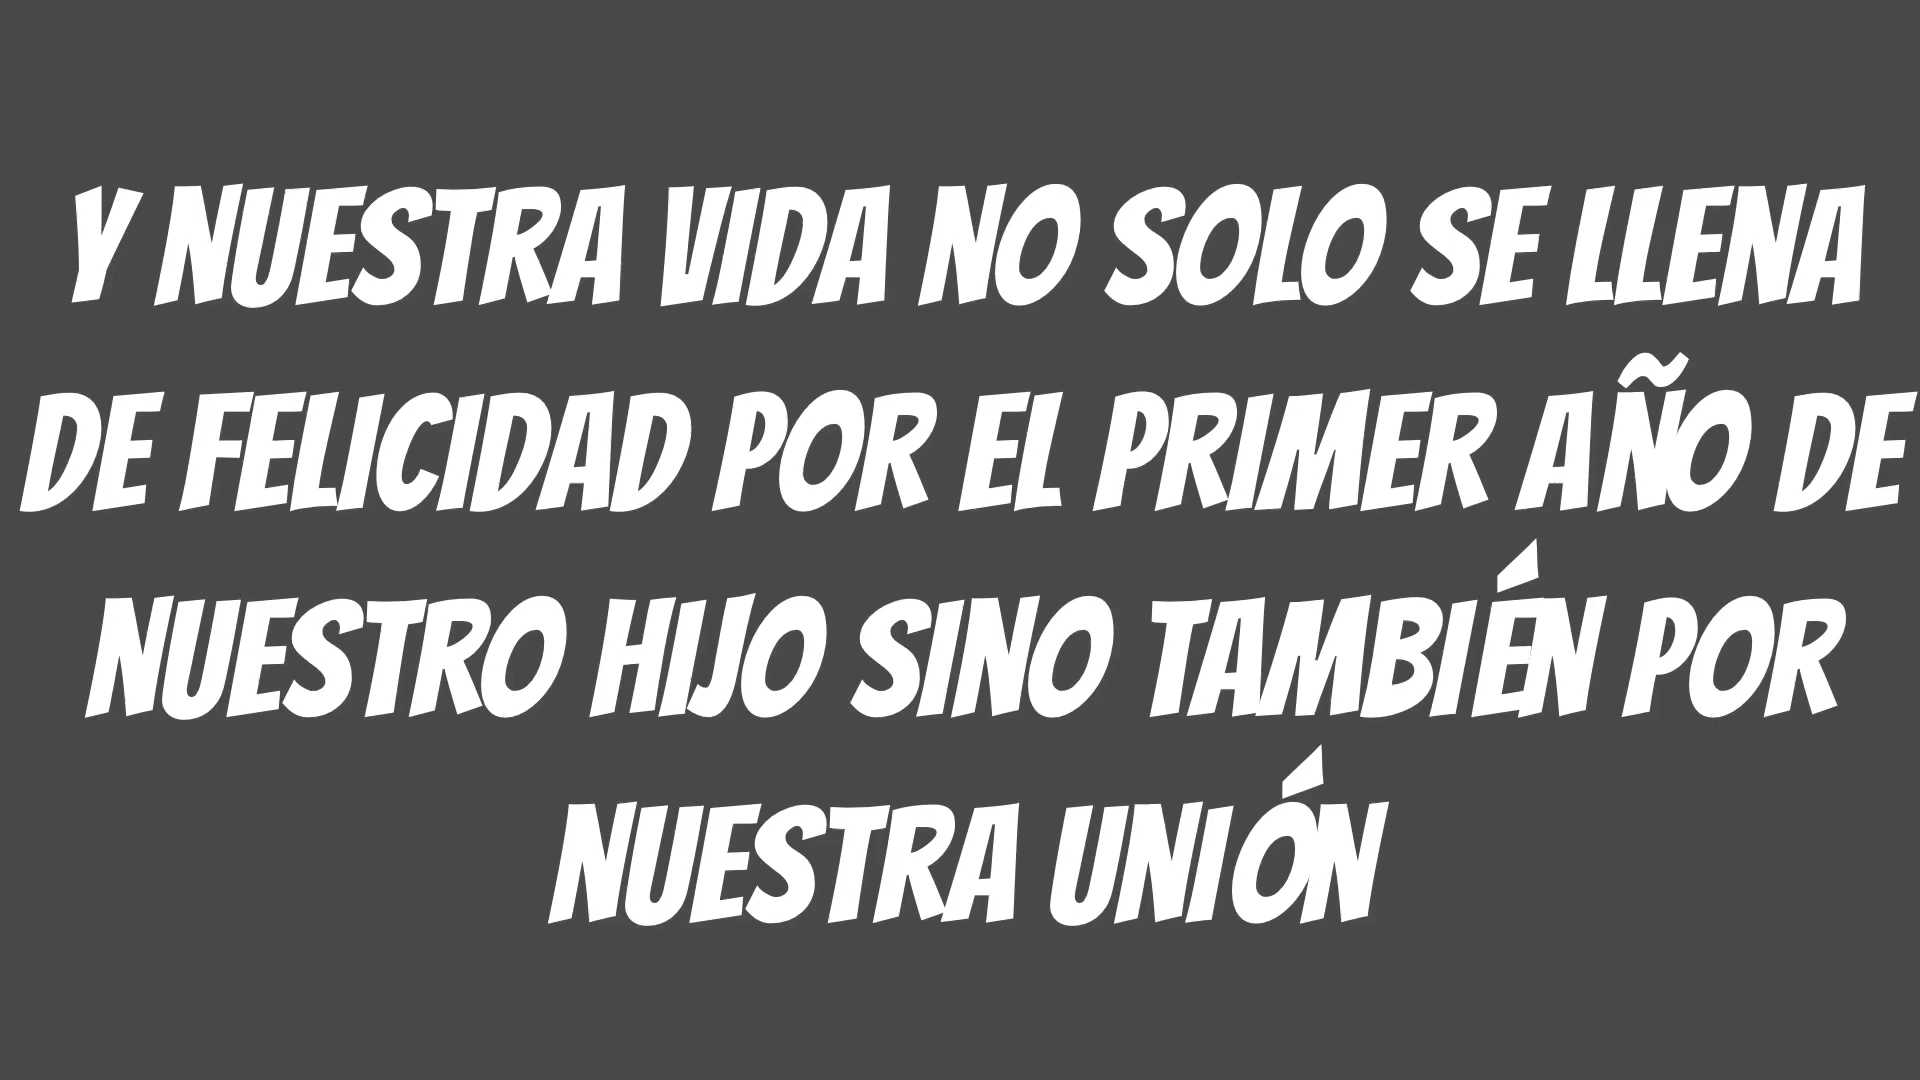 Y NUESTRA VIDA NO SOLO SE LLENA
DE FELICIDAD POR EL PRIMER AÑO DE
NUESTRO HIJO SINO TAMBIÉN POR
NUESTRA UNIÓN